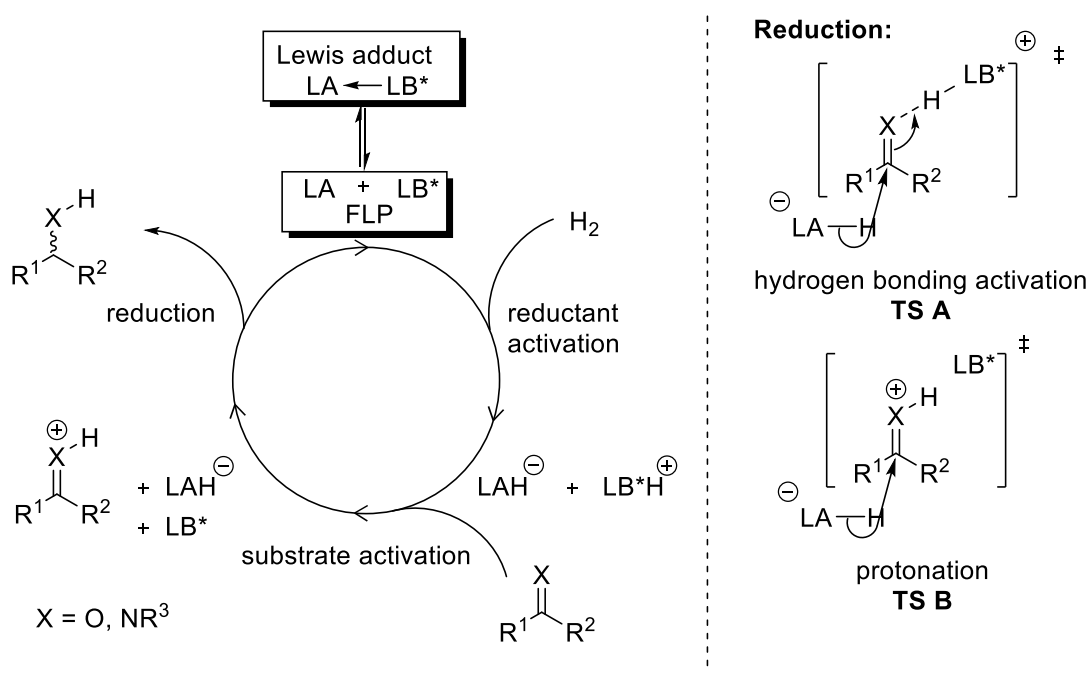 Lewis adduct
LA ← LB*
LA + LB*
FLP
H₂
X H
R¹ R²
reduction
reductant
activation
⊕
X H
R¹ R²
+ LAH⊖
+ LB*
LAH⊖ + LB*H⊕
substrate activation
X
R¹ R²
X = O, NR³
Reduction:
⊕ ‡
X H LB*
R¹ R²
⊖
LA H
hydrogen bonding activation
TS A
‡
LB*
⊕
X H
R¹ R²
⊖
LA H
protonation
TS B